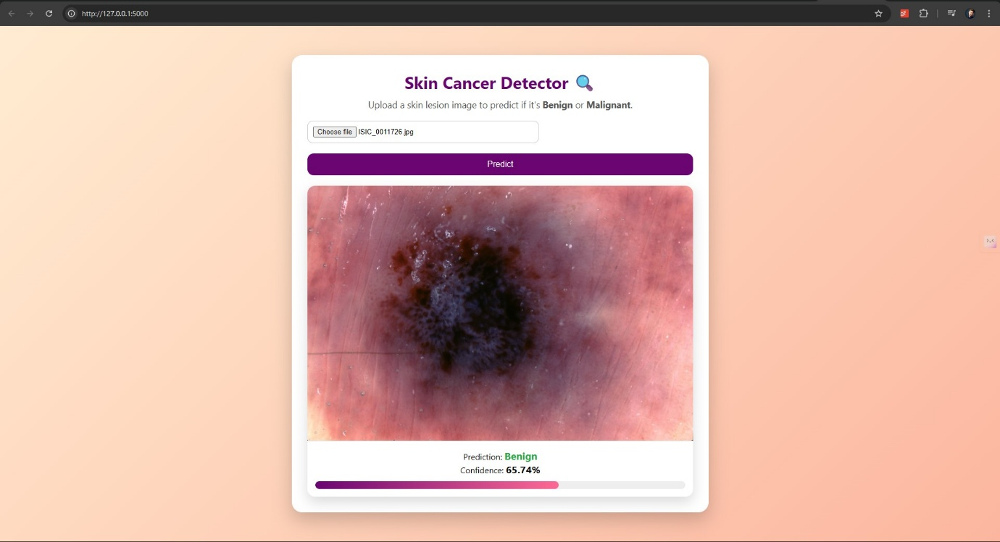 http://127.0.0.1:5000
Skin Cancer Detector
Upload a skin lesion image to predict if it's Benign or Malignant.
Choose file ISIC_0011726.jpg
Predict
Prediction: Benign
Confidence: 65.74%